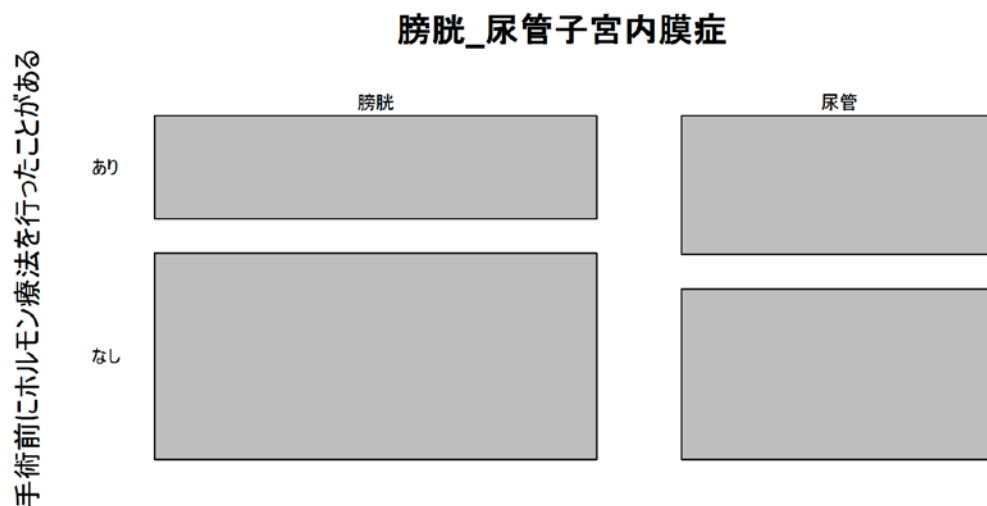 膀胱_尿管子宮内膜症
手術前にホルモン療法を行ったことがある
膀胱
尿管
あり
なし